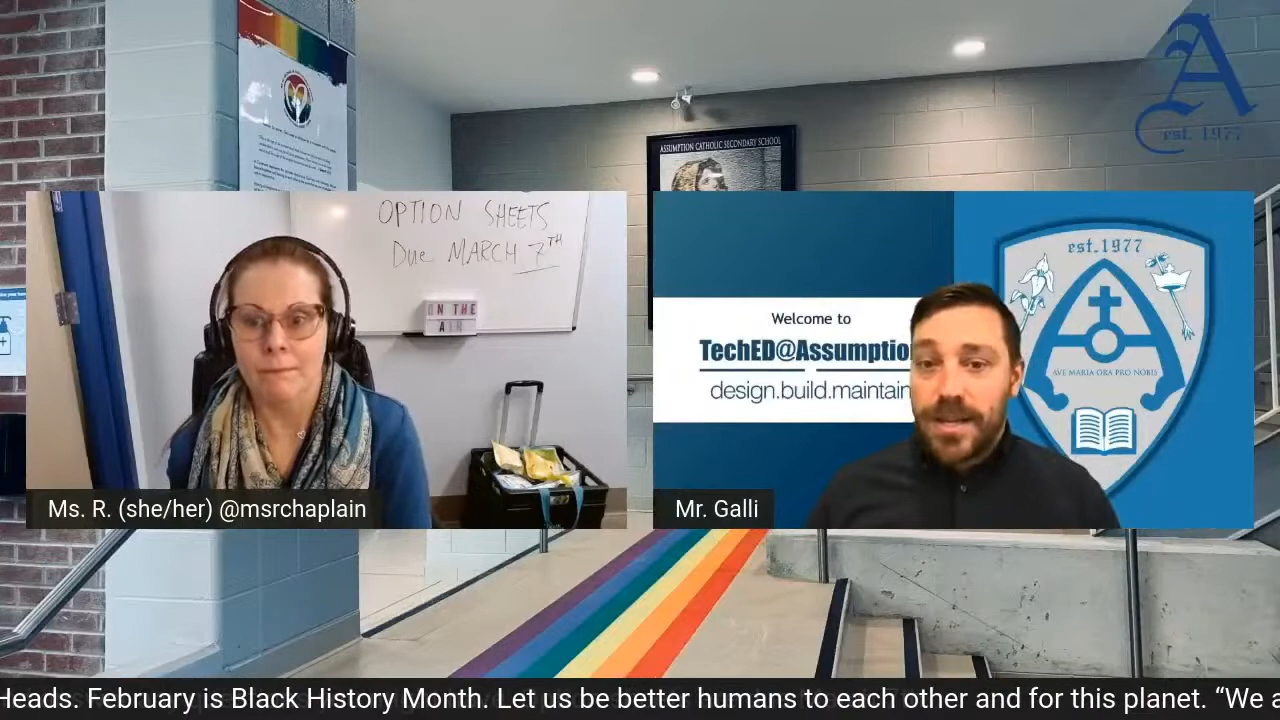 A
est. 1977
ASSUMPTION CATHOLIC SECONDARY SCHOOL
OPTION SHEETS
Due MARCH 7TH
ON THE
AIR
Ms. R. (she/her) @msrchaplain
Welcome to
TechED@Assumptio
design.build.maintain
est.1977
AVE MARIA ORA PRO NOBIS
Mr. Galli
Heads. February is Black History Month. Let us be better humans to each other and for this planet. “We a